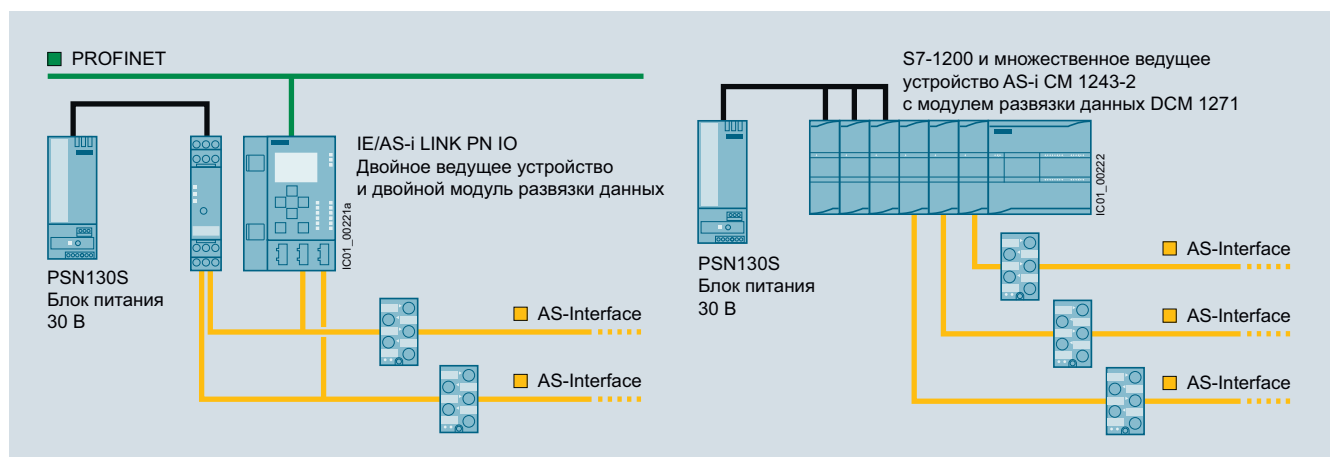 PROFINET
IE/AS-i LINK PN IO
Двойное ведущее устройство
и двойной модуль развязки данных
IC01_00221a
PSN130S
Блок питания
30 В
AS-Interface
AS-Interface
S7-1200 и множественное ведущее
устройство AS-i CM 1243-2
с модулем развязки данных DCM 1271
IC01_00222
PSN130S
Блок питания
30 В
AS-Interface
AS-Interface
AS-Interface